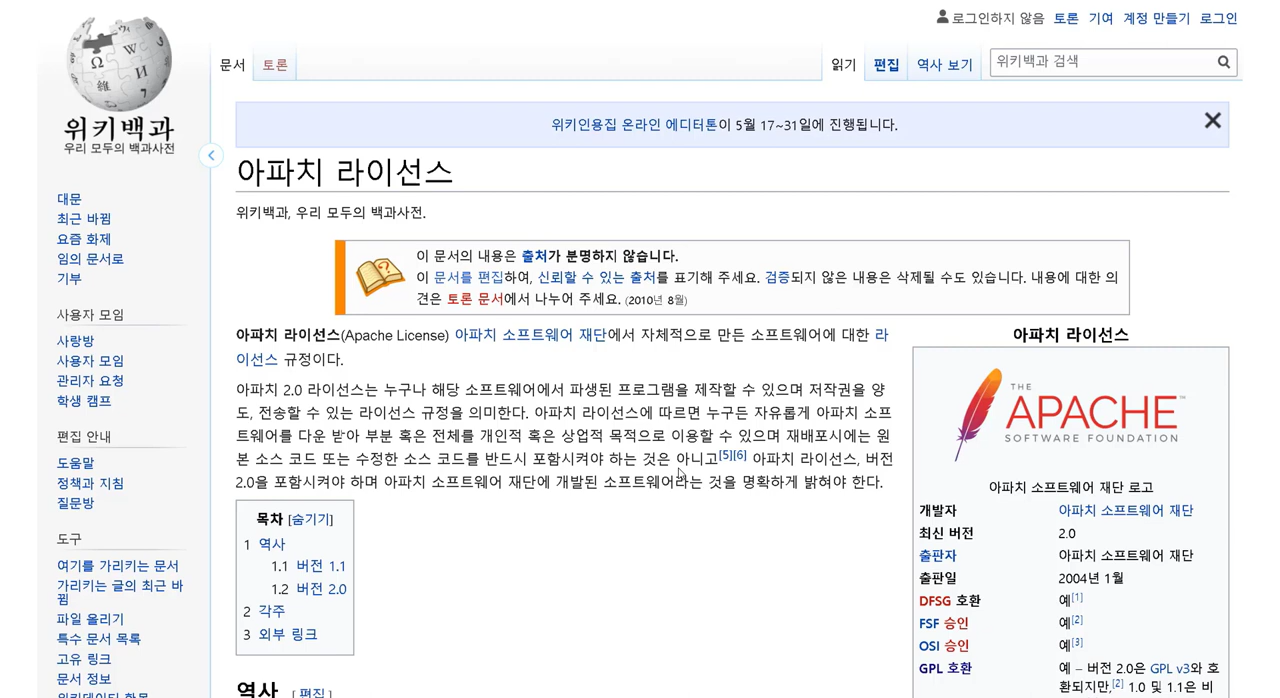 로그인하지 않음 토론 기여 계정 만들기 로그인
문서 토론 읽기 편집 역사 보기 위키백과 검색
위키백과
우리 모두의 백과사전
위키인용집 온라인 에디터톤이 5월 17~31일에 진행됩니다.
대문
최근 바뀜
요즘 화제
임의 문서로
기부
사용자 모임
사랑방
사용자 모임
관리자 요청
학생 캠프
편집 안내
도움말
정책과 지침
질문방
도구
여기를 가리키는 문서
가리키는 글의 최근 바
뀜
파일 올리기
특수 문서 목록
고유 링크
문서 정보
아파치 라이선스
위키백과, 우리 모두의 백과사전.
이 문서의 내용은 출처가 분명하지 않습니다.
이 문서를 편집하여, 신뢰할 수 있는 출처를 표기해 주세요. 검증되지 않은 내용은 삭제될 수도 있습니다. 내용에 대한 의
견은 토론 문서에서 나누어 주세요. (2010년 8월)
아파치 라이선스(Apache License) 아파치 소프트웨어 재단에서 자체적으로 만든 소프트웨어에 대한 라
이선스 규정이다.
아파치 2.0 라이선스는 누구나 해당 소프트웨어에서 파생된 프로그램을 제작할 수 있으며 저작권을 양
도, 전송할 수 있는 라이선스 규정을 의미한다. 아파치 라이선스에 따르면 누구든 자유롭게 아파치 소프
트웨어를 다운 받아 부분 혹은 전체를 개인적 혹은 상업적 목적으로 이용할 수 있으며 재배포시에는 원
본 소스 코드 또는 수정한 소스 코드를 반드시 포함시켜야 하는 것은 아니고[5][6] 아파치 라이선스, 버전
2.0을 포함시켜야 하며 아파치 소프트웨어 재단에 개발된 소프트웨어라는 것을 명확하게 밝혀야 한다.
목차 [숨기기]
1 역사
1.1 버전 1.1
1.2 버전 2.0
2 각주
3 외부 링크
역사 [편집]
아파치 라이선스
THE
APACHE™
SOFTWARE FOUNDATION
아파치 소프트웨어 재단 로고
개발자 아파치 소프트웨어 재단
최신 버전 2.0
출판자 아파치 소프트웨어 재단
출판일 2004년 1월
DFSG 호환 예[1]
FSF 승인 예[2]
OSI 승인 예[3]
GPL 호환 예 – 버전 2.0은 GPL v3와 호
환되지만,[2] 1.0 및 1.1은 비